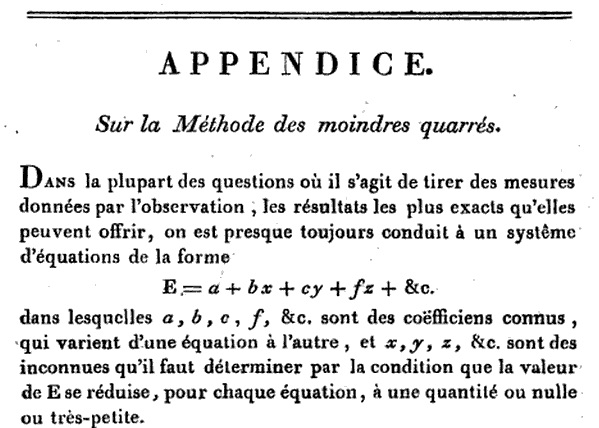 APPENDICE.
Sur la Méthode des moindres quarrés.
DANS la plupart des questions où il s'agit de tirer des mesures
données par l'observation, les résultats les plus exacts qu'elles
peuvent offrir, on est presque toujours conduit à un systême
d'équations de la forme
E = a + bx + cy + fz + &c.
dans lesquelles a, b, c, f, &c. sont des coëfficiens connus,
qui varient d'une équation à l'autre, et x, y, z, &c. sont des
inconnues qu'il faut déterminer par la condition que la valeur
de E se réduise, pour chaque équation, à une quantité ou nulle
ou très-petite.